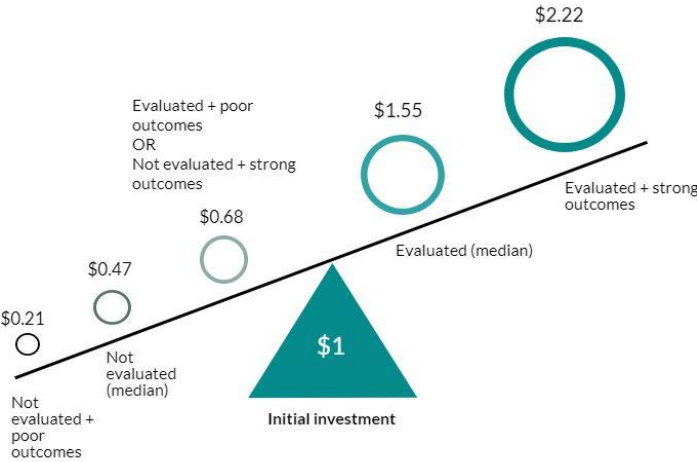 $2.22
Evaluated + poor
outcomes
OR
Not evaluated + strong
outcomes
$1.55
Evaluated + strong
outcomes
$0.68
Evaluated (median)
$0.47
$0.21
$1
Not
evaluated
(median)
Not
evaluated +
poor
outcomes
Initial investment